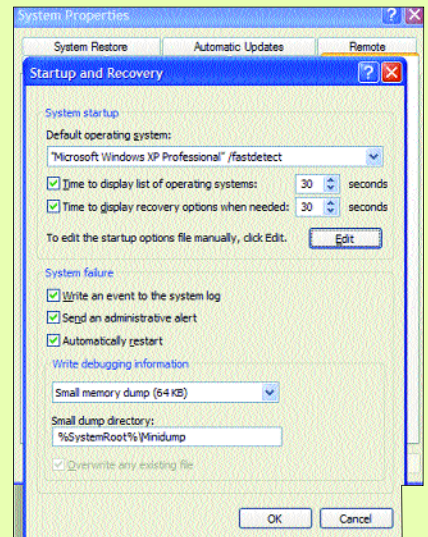 System Properties
System Restore Automatic Updates Remote
Startup and Recovery
System startup
Default operating system:
"Microsoft Windows XP Professional" /fastdetect
Time to display list of operating systems: 30 seconds
Time to display recovery options when needed: 30 seconds
To edit the startup options file manually, click Edit. Edit
System failure
Write an event to the system log
Send an administrative alert
Automatically restart
Write debugging information
Small memory dump (64 KB)
Small dump directory:
%SystemRoot%\Minidump
Overwrite any existing file
OK Cancel